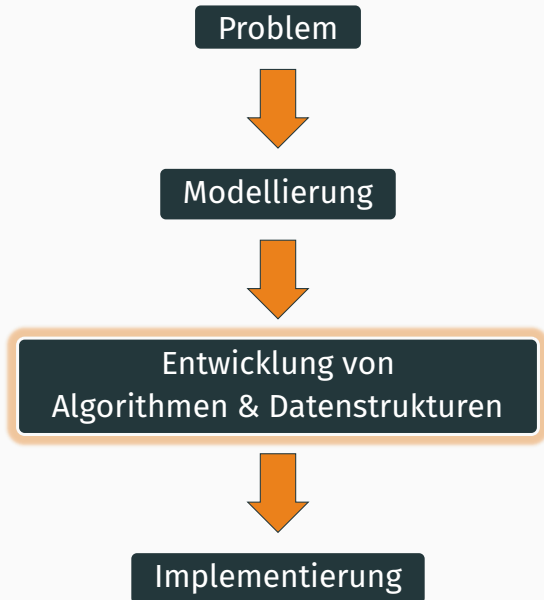 Problem
Modellierung
Entwicklung von
Algorithmen & Datenstrukturen
Implementierung